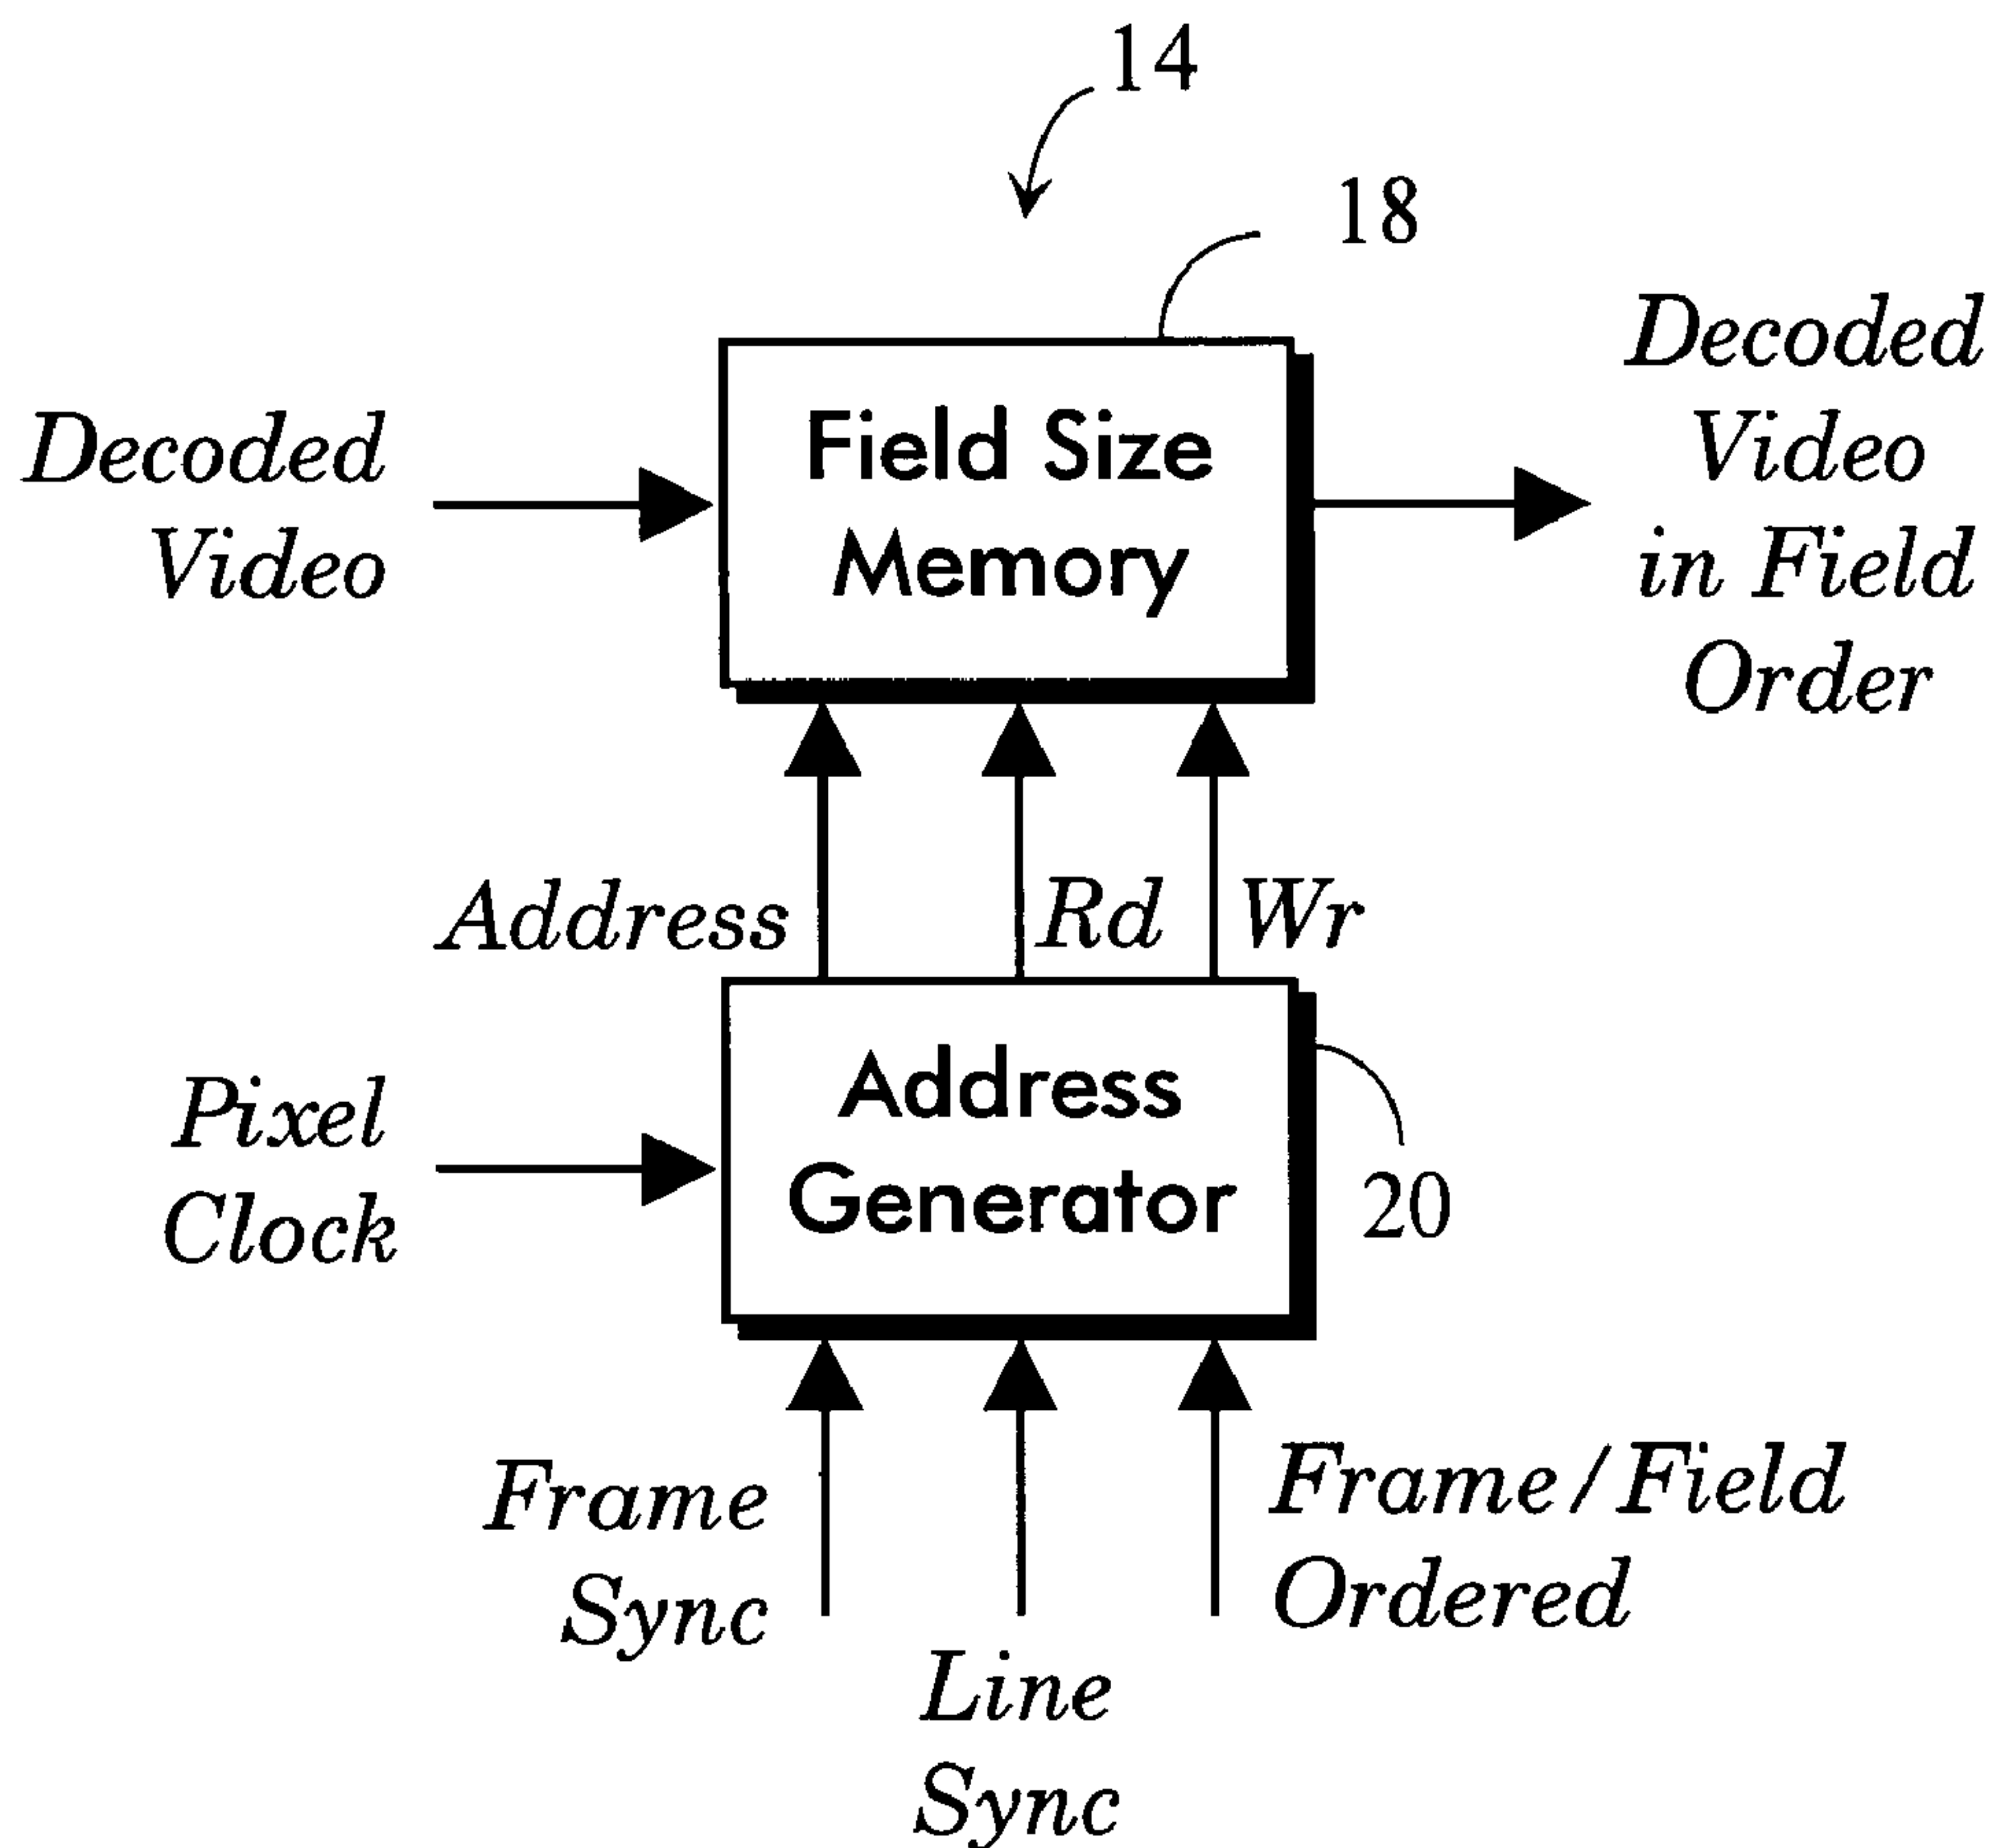 14
18
Decoded
Video
Field Size
Memory
Decoded
Video
in Field
Order
Address
Rd
Wr
Pixel
Clock
Address
Generator
20
Frame
Sync
Line
Sync
Frame/Field
Ordered